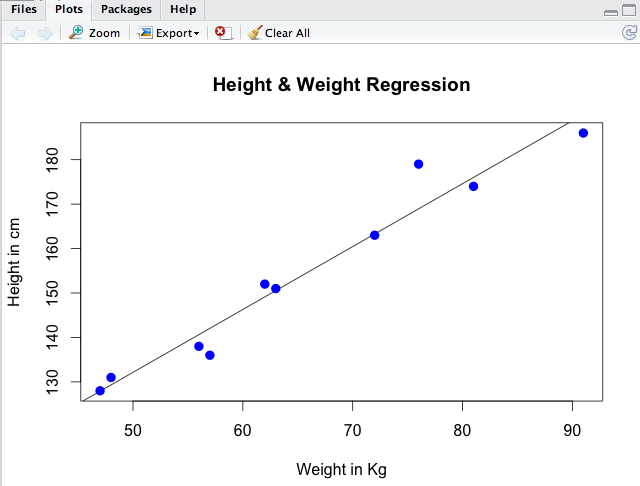 Files Plots Packages Help
Zoom Export Clear All
Height & Weight Regression
Height in cm
180
170
160
150
140
130
50 60 70 80 90
Weight in Kg